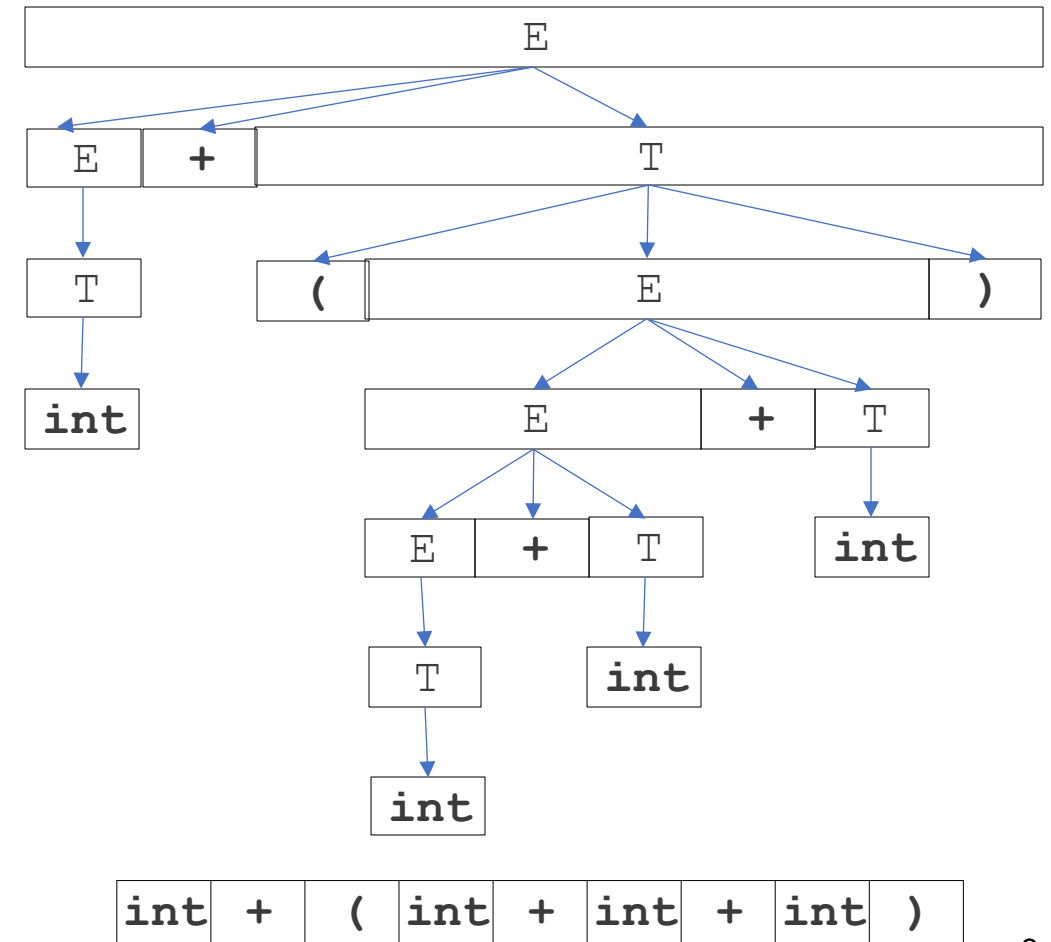 E
E + T
T ( E )
int E + T
E + T int
T int
int
int + ( int + int + int )